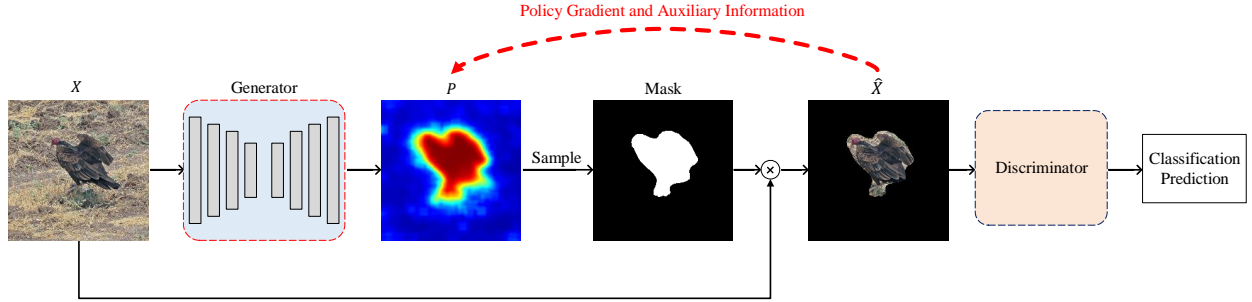 Policy Gradient and Auxiliary Information
X
Generator
P
Mask
X̂
Sample
×
Discriminator
Classification
Prediction